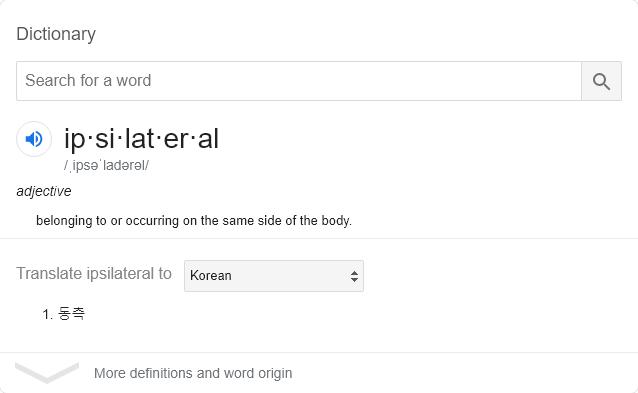 Dictionary
Search for a word
ip·si·lat·er·al
/ˌipsəˈladərəl/
adjective
belonging to or occurring on the same side of the body.
Translate ipsilateral to Korean
1. 동측
More definitions and word origin